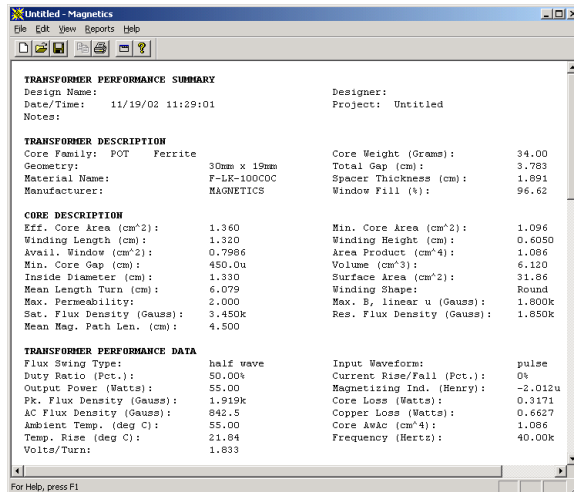 Untitled - Magnetics
File Edit View Reports Help
TRANSFORMER PERFORMANCE SUMMARY
Design Name: Designer:
Date/Time: 11/19/02 11:29:01 Project: Untitled
Notes:
TRANSFORMER DESCRIPTION
Core Family: POT Ferrite Core Weight (Grams): 34.00
Geometry: 30mm x 19mm Total Gap (cm): 3.783
Material Name: F-LK-100C0C Spacer Thickness (cm): 1.891
Manufacturer: MAGNETICS Window Fill (%): 96.62
CORE DESCRIPTION
Eff. Core Area (cm^2): 1.360 Min. Core Area (cm^2): 1.096
Winding Length (cm): 1.320 Winding Height (cm): 0.6050
Avail. Window (cm^2): 0.7986 Area Product (cm^4): 1.086
Min. Core Gap (cm): 450.0u Volume (cm^3): 6.120
Inside Diameter (cm): 1.330 Surface Area (cm^2): 31.86
Mean Length Turn (cm): 6.079 Winding Shape: Round
Max. Permeability: 2.000 Max. B, linear u (Gauss): 1.800k
Sat. Flux Density (Gauss): 3.450k Res. Flux Density (Gauss): 1.850k
Mean Mag. Path Len. (cm): 4.500
TRANSFORMER PERFORMANCE DATA
Flux Swing Type: half wave Input Waveform: pulse
Duty Ratio (Pct.): 50.00% Current Rise/Fall (Pct.): 0%
Output Power (Watts): 55.00 Magnetizing Ind. (Henry): -2.012u
Pk. Flux Density (Gauss): 1.919k Core Loss (Watts): 0.3171
AC Flux Density (Gauss): 842.5 Copper Loss (Watts): 0.6627
Ambient Temp. (deg C): 55.00 Core AwAc (cm^4): 1.086
Temp. Rise (deg C): 21.84 Frequency (Hertz): 40.00k
Volts/Turn: 1.833
For Help, press F1